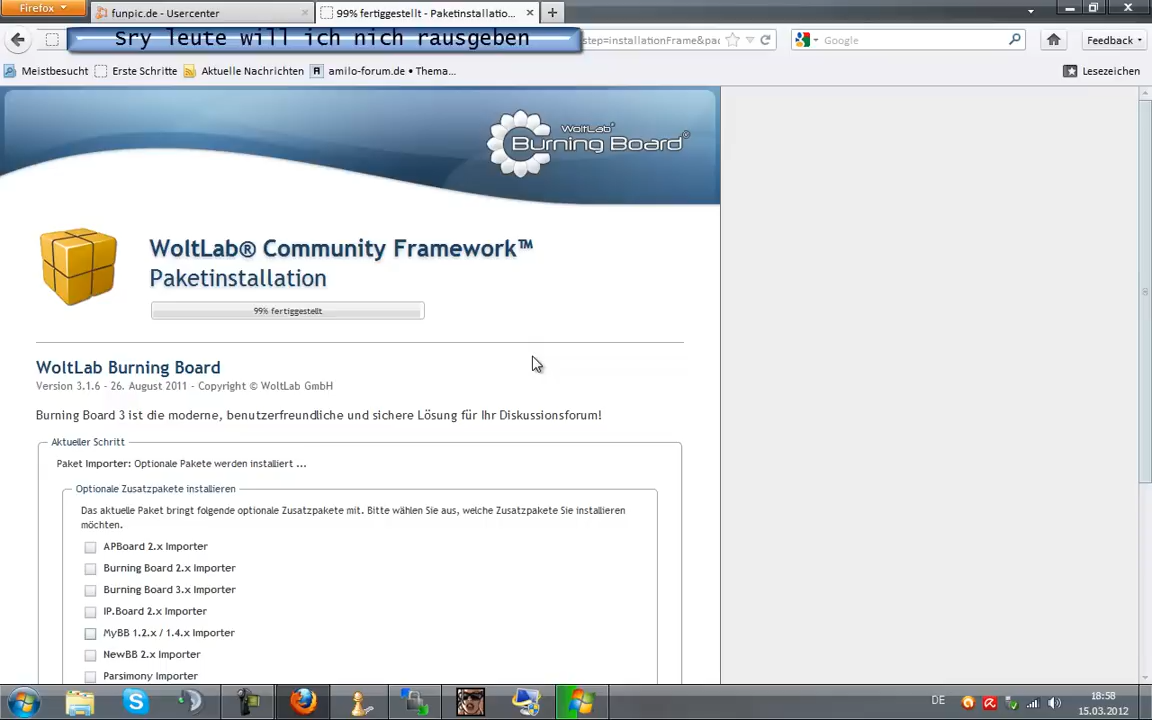 Firefox
funpic.de - Usercenter
99% fertiggestellt - Paketinstallatio...
Sry leute will ich nich rausgeben
step=installationFrame&pac
Google
Feedback
Meistbesucht
Erste Schritte
Aktuelle Nachrichten
amilo-forum.de • Thema...
Lesezeichen
WoltLab®
Burning Board®
WoltLab® Community Framework™
Paketinstallation
99% fertiggestellt
WoltLab Burning Board
Version 3.1.6 - 26. August 2011 - Copyright © WoltLab GmbH
Burning Board 3 ist die moderne, benutzerfreundliche und sichere Lösung für Ihr Diskussionsforum!
Aktueller Schritt
Paket Importer: Optionale Pakete werden installiert ...
Optionale Zusatzpakete installieren
Das aktuelle Paket bringt folgende optionale Zusatzpakete mit. Bitte wählen Sie aus, welche Zusatzpakete Sie installieren
möchten.
APBoard 2.x Importer
Burning Board 2.x Importer
Burning Board 3.x Importer
IP.Board 2.x Importer
MyBB 1.2.x / 1.4.x Importer
NewBB 2.x Importer
Parsimony Importer
DE
18:58
15.03.2012